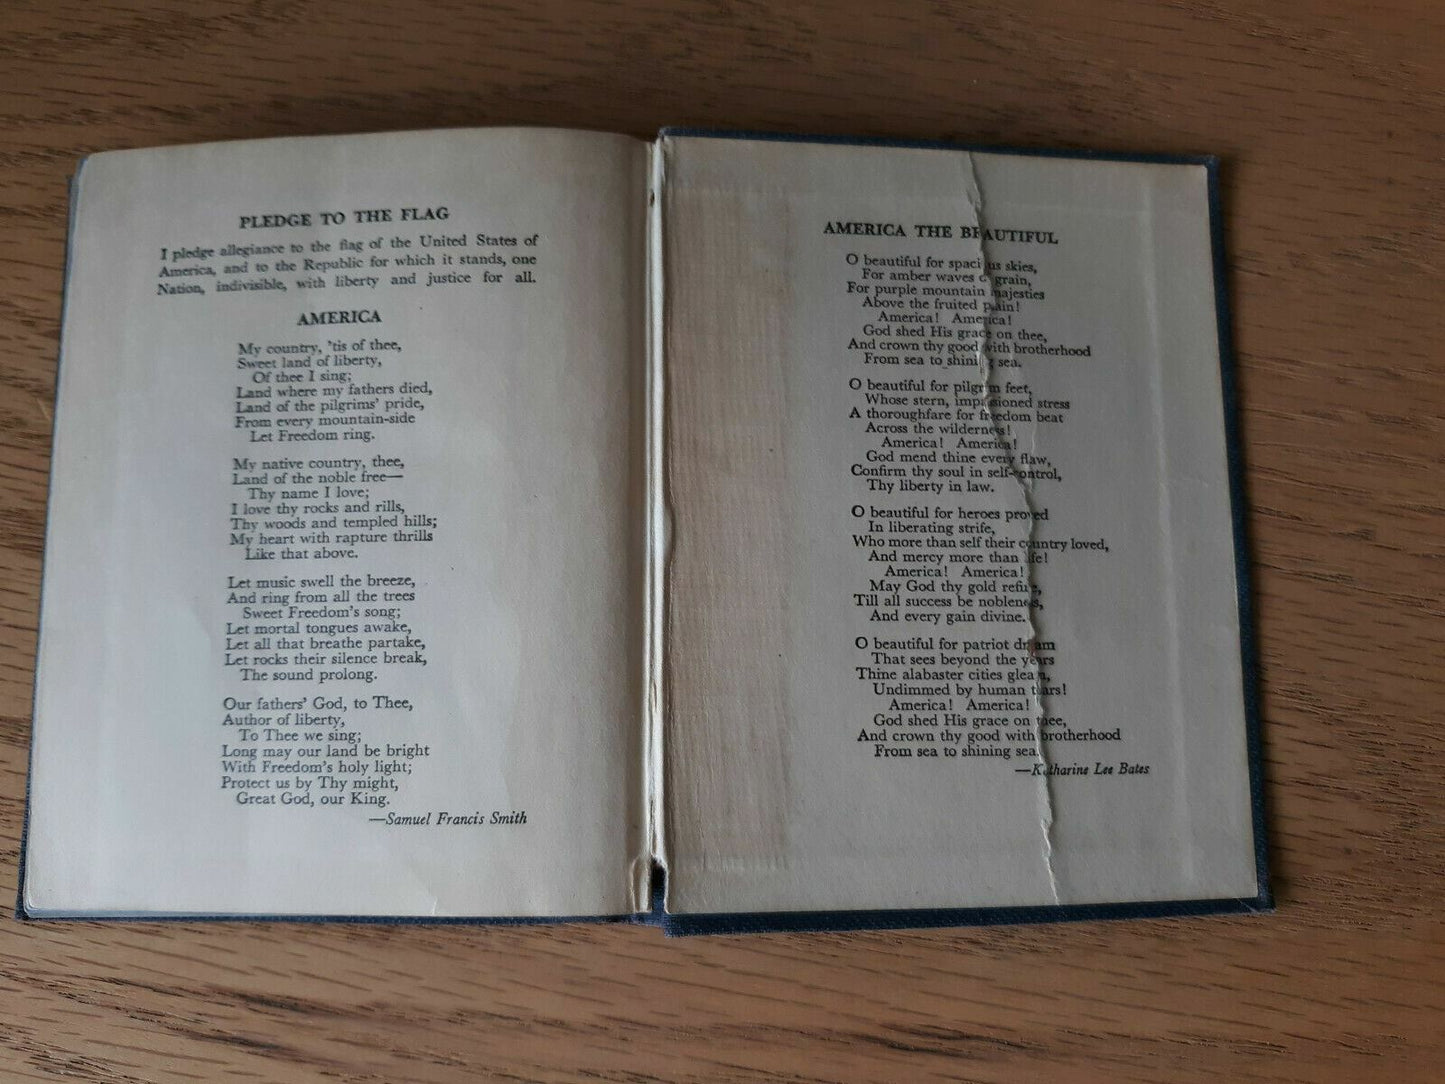 PLEDGE TO THE FLAG
I pledge allegiance to the flag of the United States of
America, and to the Republic for which it stands, one
Nation, indivisible, with liberty and justice for all.
AMERICA
My country, 'tis of thee,
Sweet land of liberty,
Of thee I sing;
Land where my fathers died,
Land of the pilgrims' pride,
From every mountain-side
Let Freedom ring.
My native country, thee,
Land of the noble free—
Thy name I love;
I love thy rocks and rills,
Thy woods and templed hills;
My heart with rapture thrills
Like that above.
Let music swell the breeze,
And ring from all the trees
Sweet Freedom's song;
Let mortal tongues awake,
Let all that breathe partake,
Let rocks their silence break,
The sound prolong.
Our fathers' God, to Thee,
Author of liberty,
To Thee we sing;
Long may our land be bright
With Freedom's holy light;
Protect us by Thy might,
Great God, our King.
—Samuel Francis Smith
AMERICA THE BEAUTIFUL
O beautiful for spacious skies,
For amber waves of grain,
For purple mountain majesties
Above the fruited plain!
America! America!
God shed His grace on thee,
And crown thy good with brotherhood
From sea to shining sea.
O beautiful for pilgrim feet,
Whose stern, impassioned stress
A thoroughfare for freedom beat
Across the wilderness!
America! America!
God mend thine every flaw,
Confirm thy soul in self-control,
Thy liberty in law.
O beautiful for heroes proved
In liberating strife,
Who more than self their country loved,
And mercy more than life!
America! America!
May God thy gold refine,
Till all success be nobleness,
And every gain divine.
O beautiful for patriot dream
That sees beyond the years
Thine alabaster cities gleam,
Undimmed by human tears!
America! America!
God shed His grace on thee,
And crown thy good with brotherhood
From sea to shining sea.
—Katharine Lee Bates